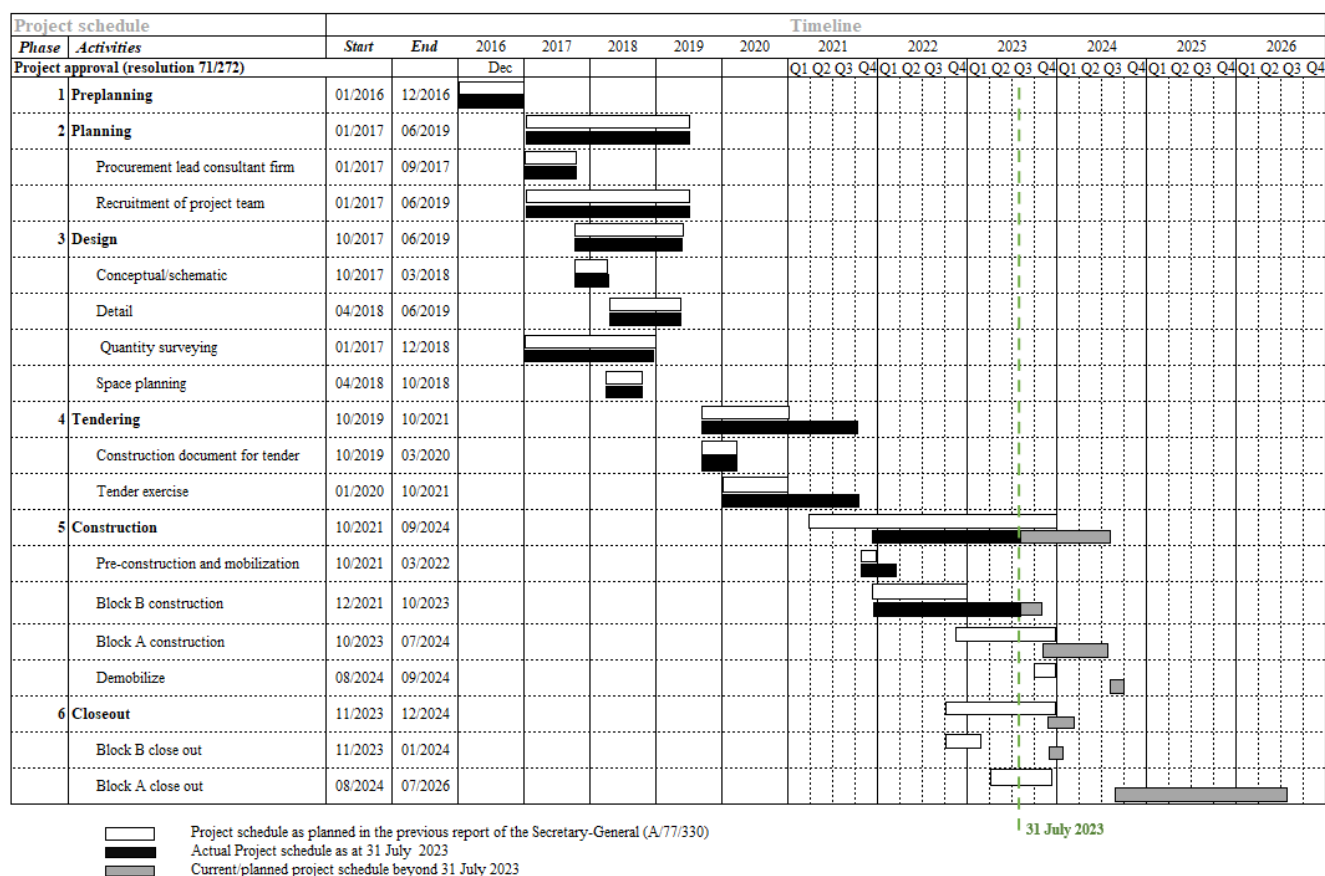 Project schedule Timeline
Phase Activities Start End 2016 2017 2018 2019 2020 2021 2022 2023 2024 2025 2026
Project approval (resolution 71/272) Dec Q1 Q2 Q3 Q4 Q1 Q2 Q3 Q4 Q1 Q2 Q3 Q4 Q1 Q2 Q3 Q4 Q1 Q2 Q3 Q4 Q1 Q2 Q3 Q4
1 Preplanning 01/2016 12/2016
2 Planning 01/2017 06/2019
Procurement lead consultant firm 01/2017 09/2017
Recruitment of project team 01/2017 06/2019
3 Design 10/2017 06/2019
Conceptual/schematic 10/2017 03/2018
Detail 04/2018 06/2019
Quantity surveying 01/2017 12/2018
Space planning 04/2018 10/2018
4 Tendering 10/2019 10/2021
Construction document for tender 10/2019 03/2020
Tender exercise 01/2020 10/2021
5 Construction 10/2021 09/2024
Pre-construction and mobilization 10/2021 03/2022
Block B construction 12/2021 10/2023
Block A construction 10/2023 07/2024
Demobilize 08/2024 09/2024
6 Closeout 11/2023 12/2024
Block B close out 11/2023 01/2024
Block A close out 08/2024 07/2026
31 July 2023
Project schedule as planned in the previous report of the Secretary-General (A/77/330)
Actual Project schedule as at 31 July 2023
Current/planned project schedule beyond 31 July 2023